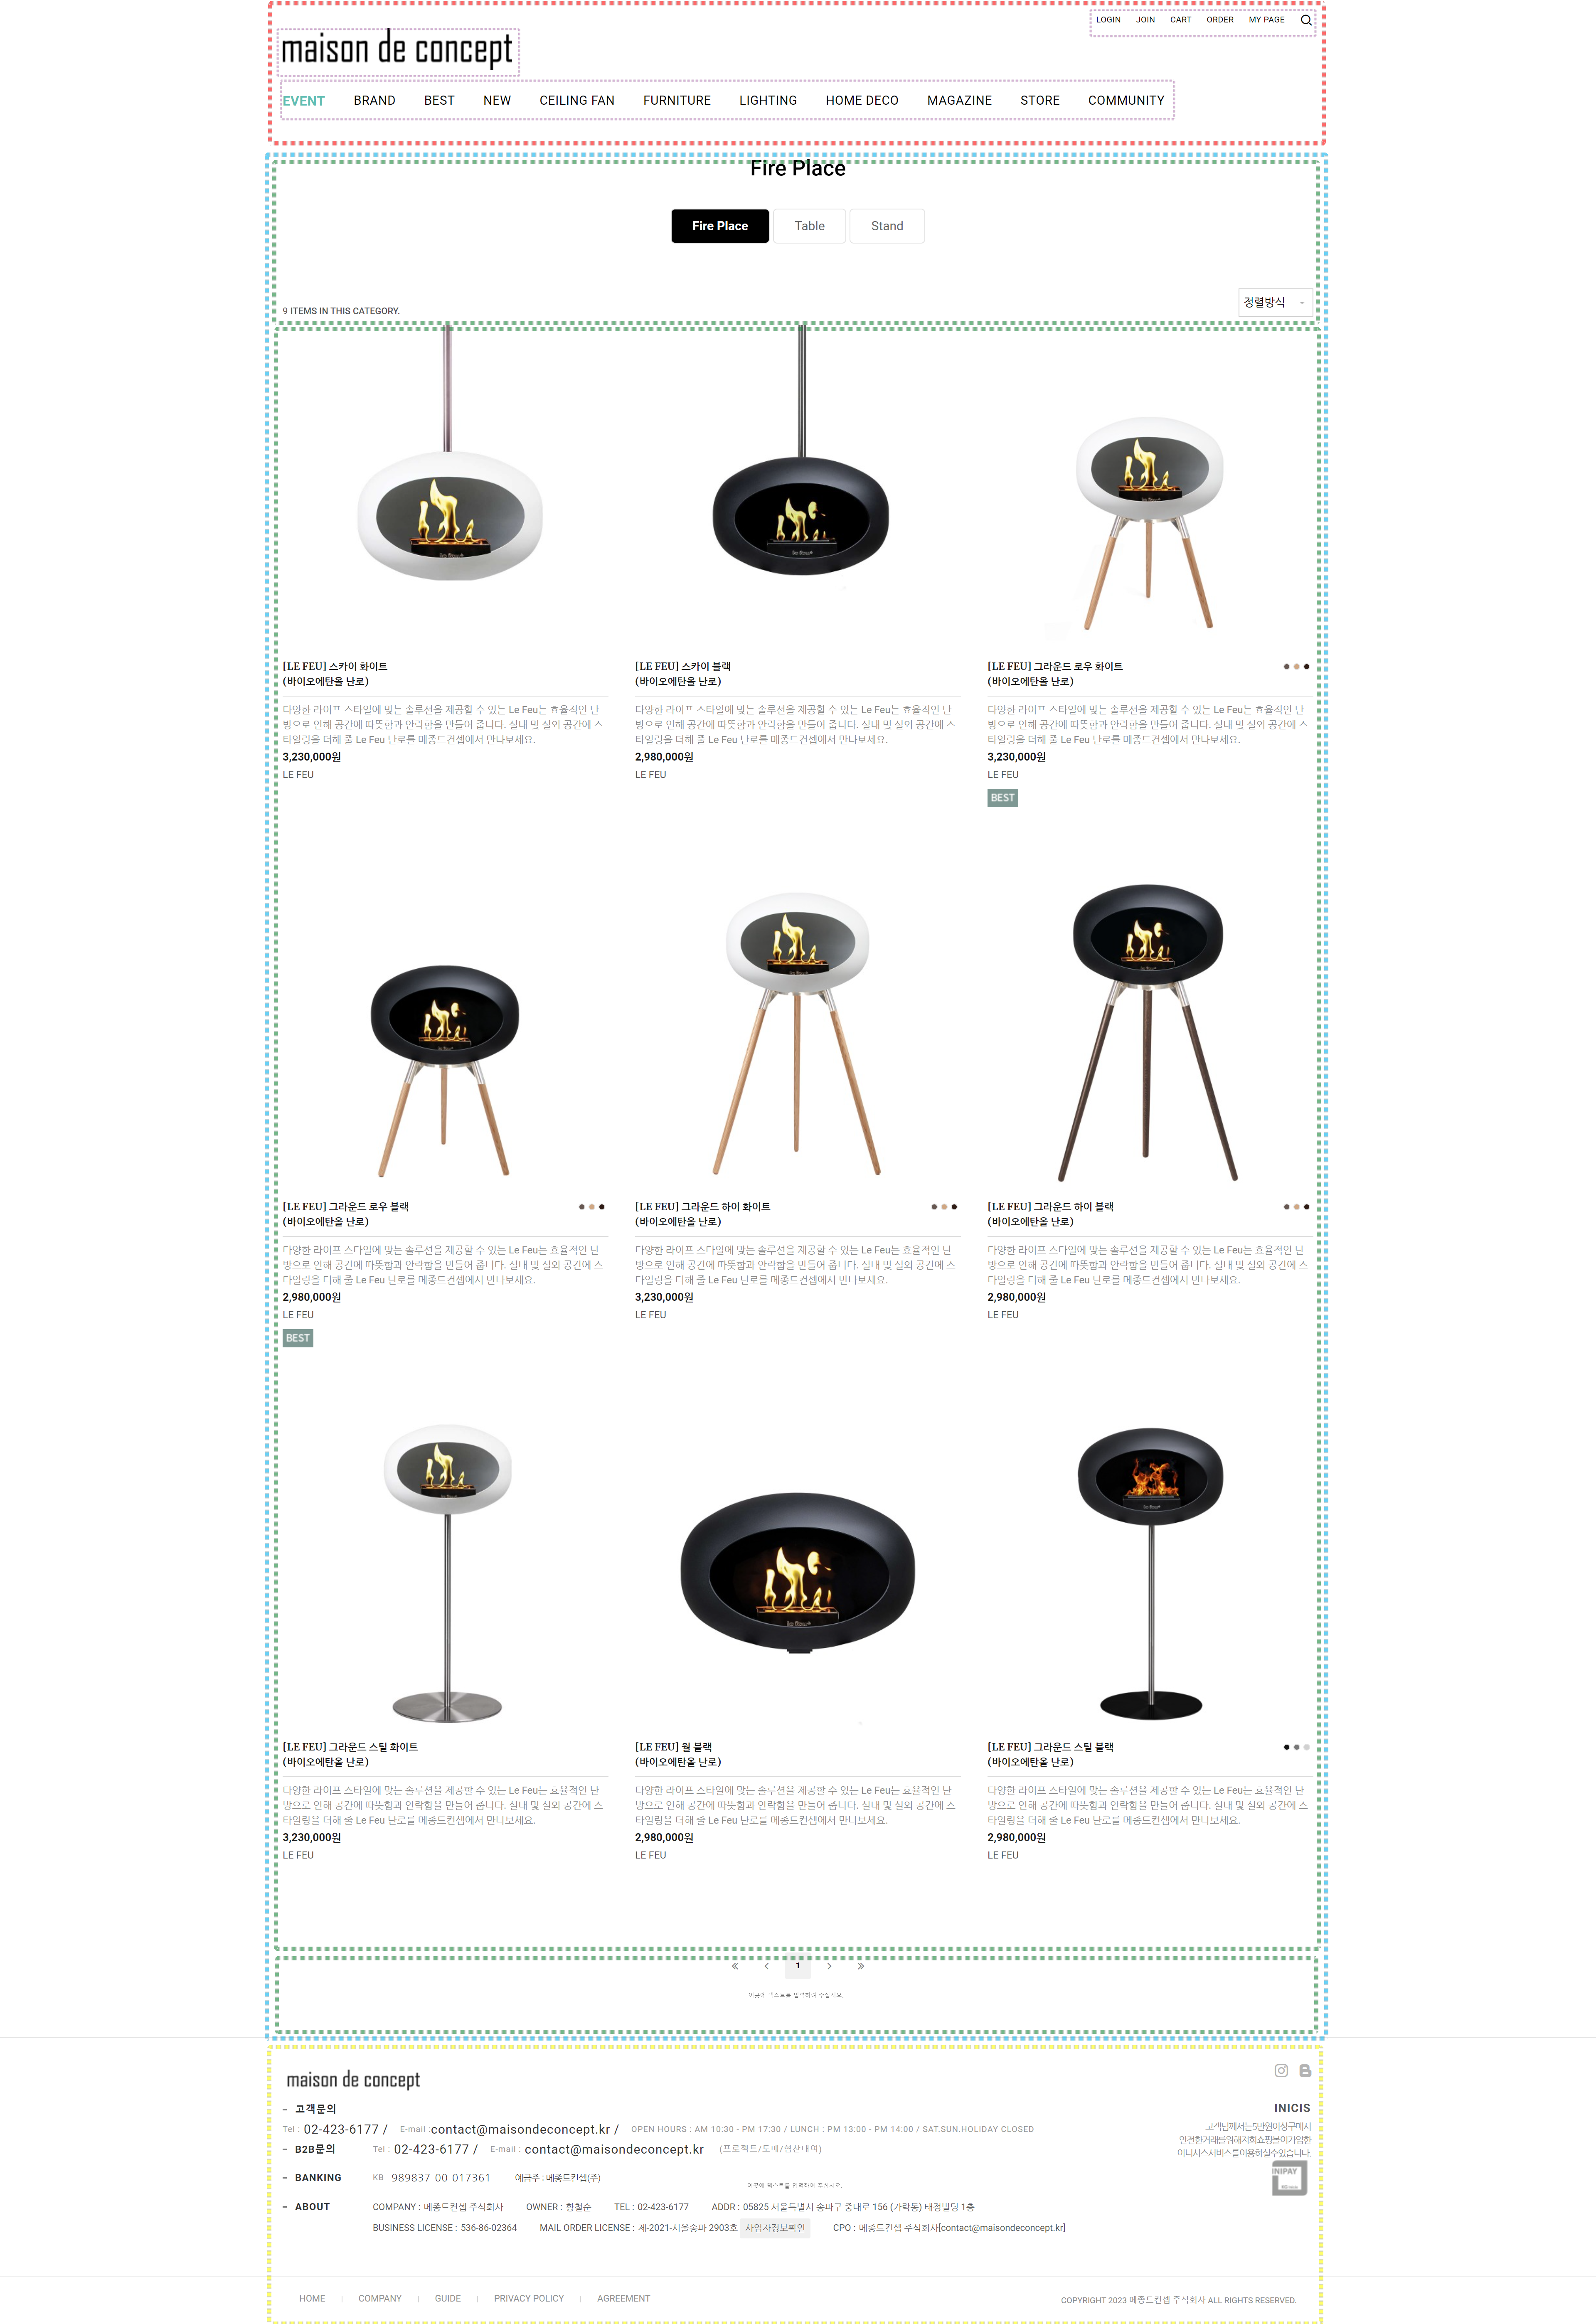 LOGIN JOIN CART ORDER MY PAGE
maison de concept
EVENT BRAND BEST NEW CEILING FAN FURNITURE LIGHTING HOME DECO MAGAZINE STORE COMMUNITY
Fire Place
Fire Place Table Stand
9 ITEMS IN THIS CATEGORY.
정렬방식
[LE FEU] 스카이 화이트
(바이오에탄올 난로)
다양한 라이프 스타일에 맞는 솔루션을 제공할 수 있는 Le Feu는 효율적인 난
방으로 인해 공간에 따뜻함과 안락함을 만들어 줍니다. 실내 및 실외 공간에 스
타일링을 더해 줄 Le Feu 난로를 메종드컨셉에서 만나보세요.
3,230,000원
LE FEU
[LE FEU] 스카이 블랙
(바이오에탄올 난로)
다양한 라이프 스타일에 맞는 솔루션을 제공할 수 있는 Le Feu는 효율적인 난
방으로 인해 공간에 따뜻함과 안락함을 만들어 줍니다. 실내 및 실외 공간에 스
타일링을 더해 줄 Le Feu 난로를 메종드컨셉에서 만나보세요.
2,980,000원
LE FEU
[LE FEU] 그라운드 로우 화이트
(바이오에탄올 난로)
다양한 라이프 스타일에 맞는 솔루션을 제공할 수 있는 Le Feu는 효율적인 난
방으로 인해 공간에 따뜻함과 안락함을 만들어 줍니다. 실내 및 실외 공간에 스
타일링을 더해 줄 Le Feu 난로를 메종드컨셉에서 만나보세요.
3,230,000원
LE FEU
BEST
[LE FEU] 그라운드 로우 블랙
(바이오에탄올 난로)
다양한 라이프 스타일에 맞는 솔루션을 제공할 수 있는 Le Feu는 효율적인 난
방으로 인해 공간에 따뜻함과 안락함을 만들어 줍니다. 실내 및 실외 공간에 스
타일링을 더해 줄 Le Feu 난로를 메종드컨셉에서 만나보세요.
2,980,000원
LE FEU
BEST
[LE FEU] 그라운드 하이 화이트
(바이오에탄올 난로)
다양한 라이프 스타일에 맞는 솔루션을 제공할 수 있는 Le Feu는 효율적인 난
방으로 인해 공간에 따뜻함과 안락함을 만들어 줍니다. 실내 및 실외 공간에 스
타일링을 더해 줄 Le Feu 난로를 메종드컨셉에서 만나보세요.
3,230,000원
LE FEU
[LE FEU] 그라운드 하이 블랙
(바이오에탄올 난로)
다양한 라이프 스타일에 맞는 솔루션을 제공할 수 있는 Le Feu는 효율적인 난
방으로 인해 공간에 따뜻함과 안락함을 만들어 줍니다. 실내 및 실외 공간에 스
타일링을 더해 줄 Le Feu 난로를 메종드컨셉에서 만나보세요.
2,980,000원
LE FEU
[LE FEU] 그라운드 스틸 화이트
(바이오에탄올 난로)
다양한 라이프 스타일에 맞는 솔루션을 제공할 수 있는 Le Feu는 효율적인 난
방으로 인해 공간에 따뜻함과 안락함을 만들어 줍니다. 실내 및 실외 공간에 스
타일링을 더해 줄 Le Feu 난로를 메종드컨셉에서 만나보세요.
3,230,000원
LE FEU
[LE FEU] 월 블랙
(바이오에탄올 난로)
다양한 라이프 스타일에 맞는 솔루션을 제공할 수 있는 Le Feu는 효율적인 난
방으로 인해 공간에 따뜻함과 안락함을 만들어 줍니다. 실내 및 실외 공간에 스
타일링을 더해 줄 Le Feu 난로를 메종드컨셉에서 만나보세요.
2,980,000원
LE FEU
[LE FEU] 그라운드 스틸 블랙
(바이오에탄올 난로)
다양한 라이프 스타일에 맞는 솔루션을 제공할 수 있는 Le Feu는 효율적인 난
방으로 인해 공간에 따뜻함과 안락함을 만들어 줍니다. 실내 및 실외 공간에 스
타일링을 더해 줄 Le Feu 난로를 메종드컨셉에서 만나보세요.
2,980,000원
LE FEU
1
이곳에 텍스트를 입력하여 주십시오.
maison de concept
- 고객문의
Tel : 02-423-6177 / E-mail :contact@maisondeconcept.kr / OPEN HOURS : AM 10:30 - PM 17:30 / LUNCH : PM 13:00 - PM 14:00 / SAT.SUN.HOLIDAY CLOSED
- B2B문의 Tel : 02-423-6177 / E-mail : contact@maisondeconcept.kr (프로젝트/도매/협찬대여)
- BANKING KB 989837-00-017361 예금주 : 메종드컨셉(주)
이곳에 텍스트를 입력하여 주십시오.
- ABOUT COMPANY : 메종드컨셉 주식회사 OWNER : 황철순 TEL : 02-423-6177 ADDR : 05825 서울특별시 송파구 중대로 156 (가락동) 태정빌딩 1층
BUSINESS LICENSE : 536-86-02364 MAIL ORDER LICENSE : 제-2021-서울송파 2903호 사업자정보확인 CPO : 메종드컨셉 주식회사[contact@maisondeconcept.kr]
INICIS
고객님께서는5만원이상구매시
안전한거래를위해저희쇼핑몰이가입한
이니시스서비스를이용하실수있습니다.
INIPAY
HOME COMPANY GUIDE PRIVACY POLICY AGREEMENT
COPYRIGHT 2023 메종드컨셉 주식회사 ALL RIGHTS RESERVED.